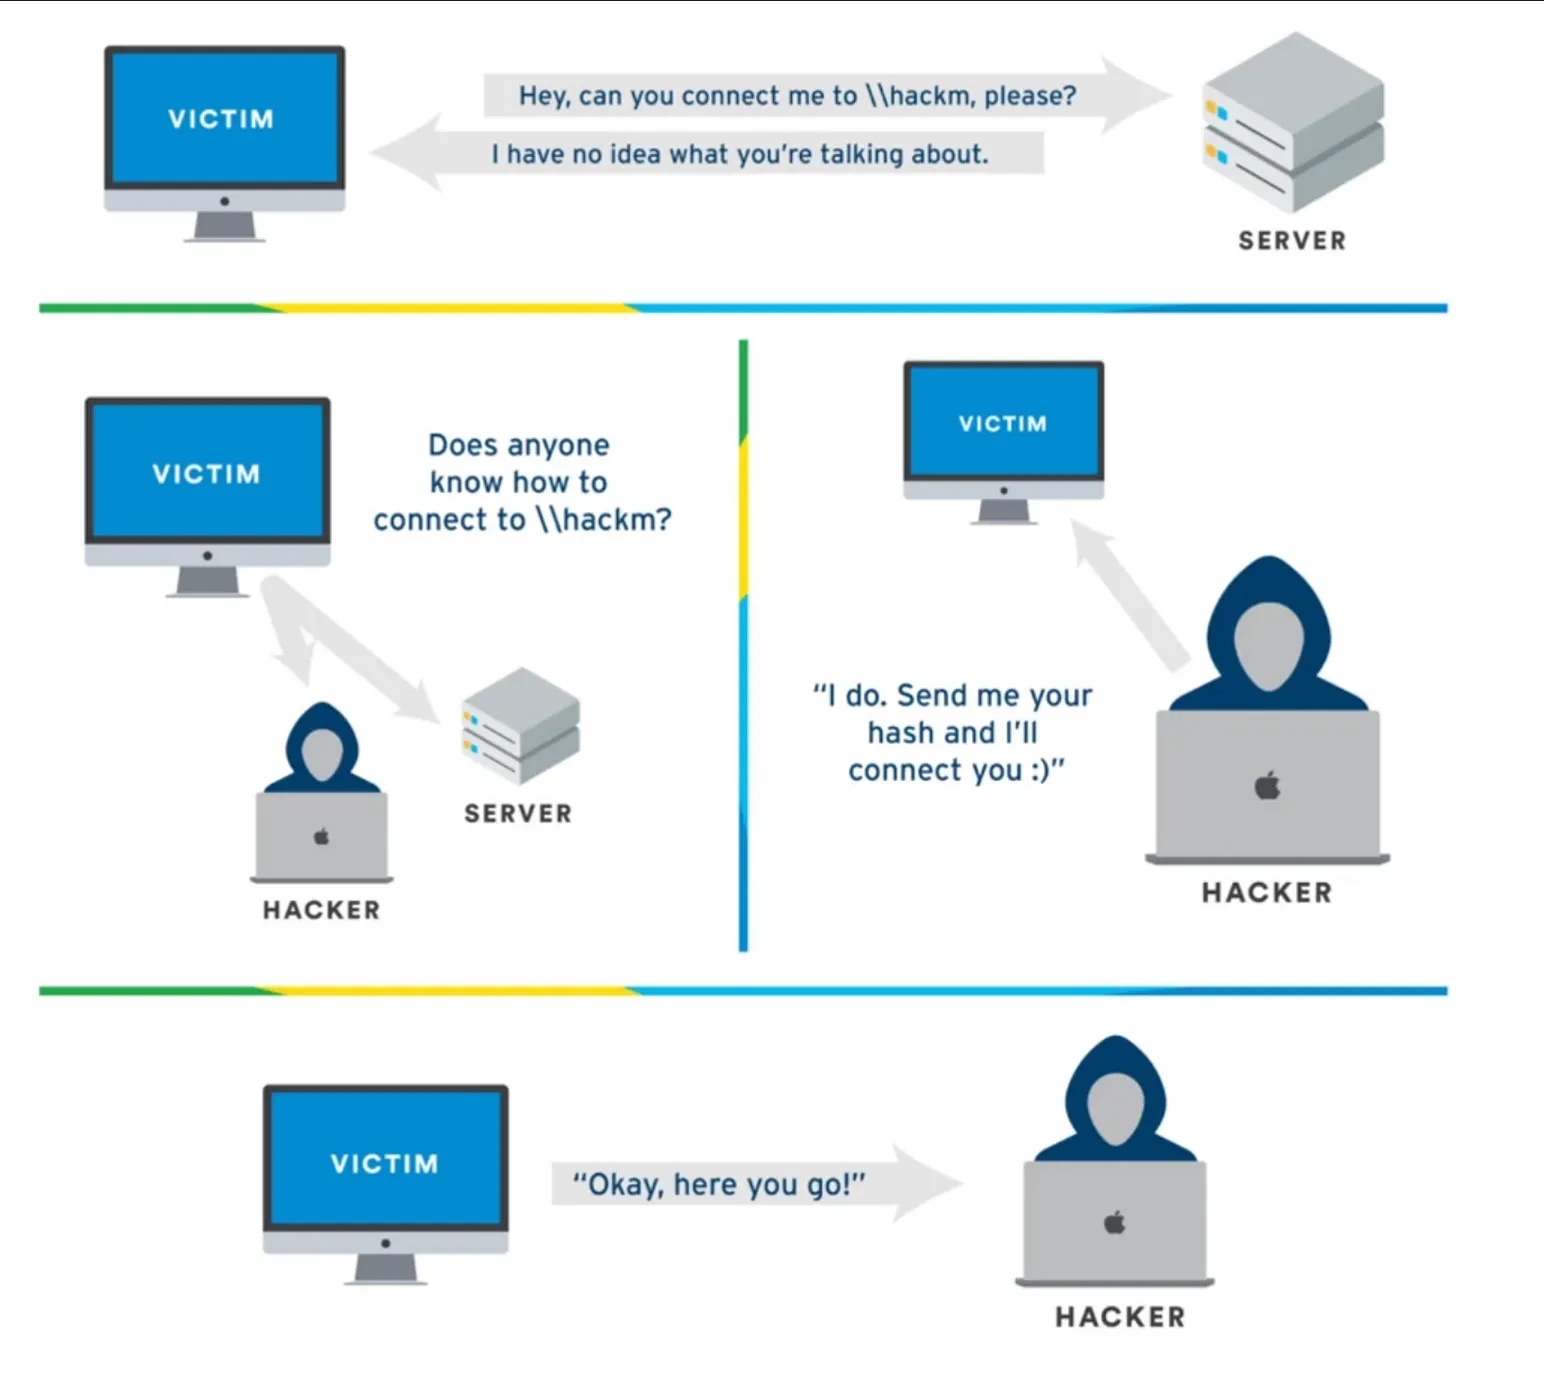 VICTIM
Hey, can you connect me to \\hackm, please?
I have no idea what you're talking about.
SERVER
VICTIM
Does anyone
know how to
connect to \\hackm?
SERVER
HACKER
VICTIM
“I do. Send me your
hash and I'll
connect you :)”
HACKER
VICTIM
“Okay, here you go!”
HACKER